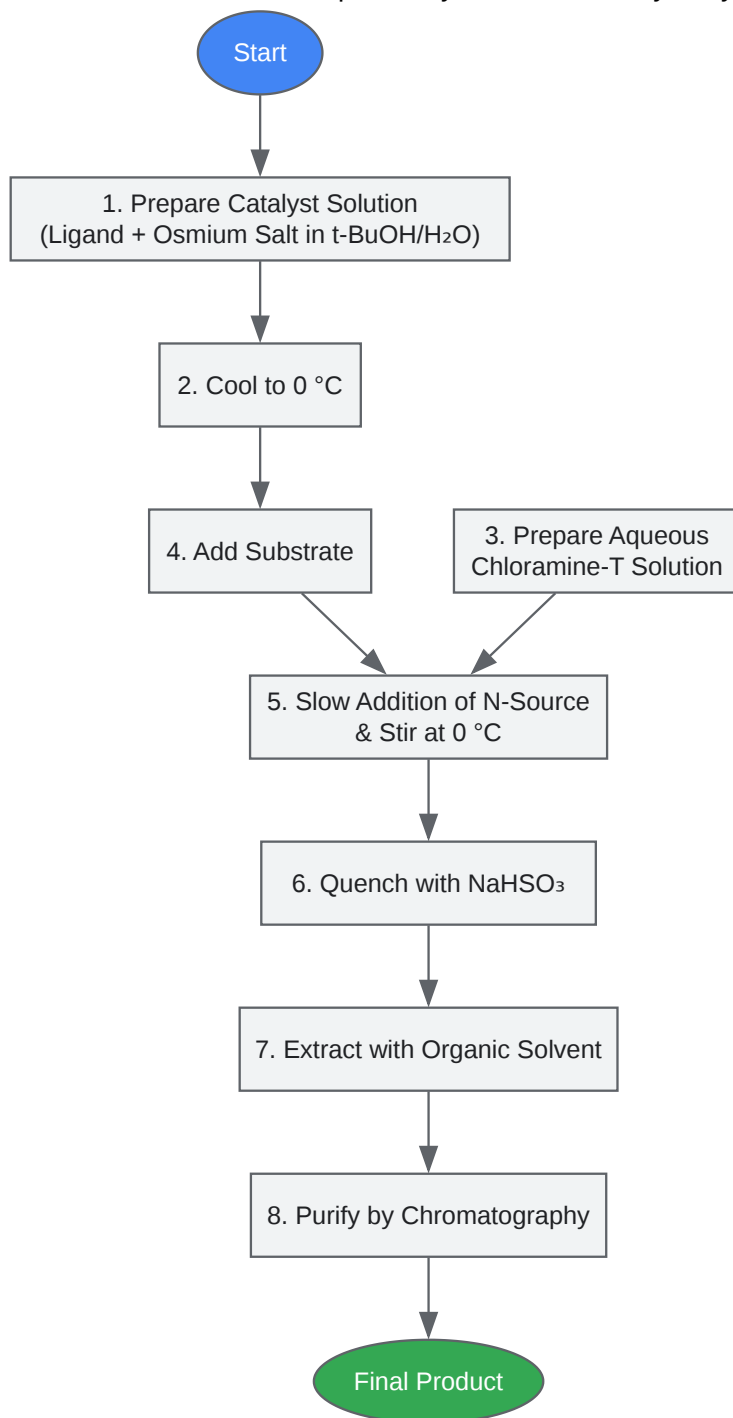 Start
1. Prepare Catalyst Solution
(Ligand + Osmium Salt in t-BuOH/H₂O)
2. Cool to 0 °C
4. Add Substrate
3. Prepare Aqueous
Chloramine-T Solution
5. Slow Addition of N-Source
& Stir at 0 °C
6. Quench with NaHSO₃
7. Extract with Organic Solvent
8. Purify by Chromatography
Final Product